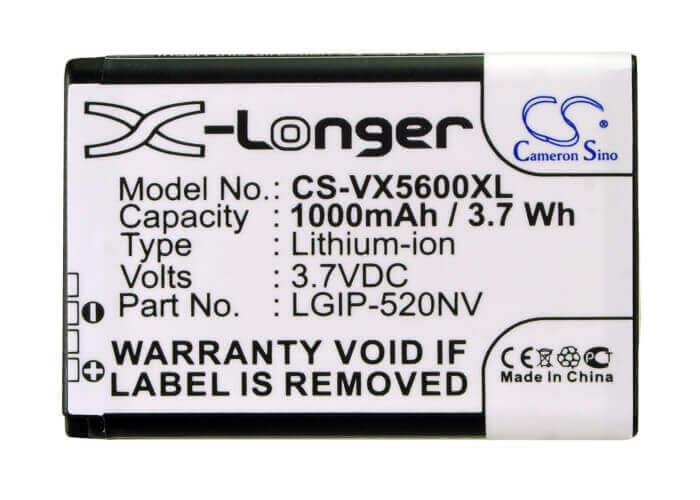 X-Longer
CS
Cameron Sino
Model No.: CS-VX5600XL
Capacity : 1000mAh / 3.7 Wh
Type : Lithium-ion
Volts : 3.7VDC
Part No. : LGIP-520NV
WARRANTY VOID IF
LABEL IS REMOVED
CE PCT
Made In China